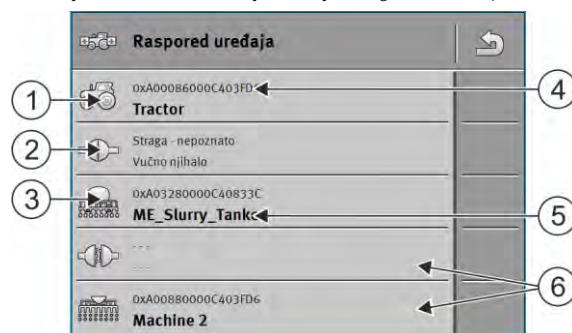 Raspored uređaja
1
0xA00086000C403FD
4
Tractor
2
Straga - nepoznato
Vučno njihalo
3
0xA03280000C40833C
ME_Slurry_Tank
5
- - -
- - -
6
0xA00880000C403FD6
Machine 2